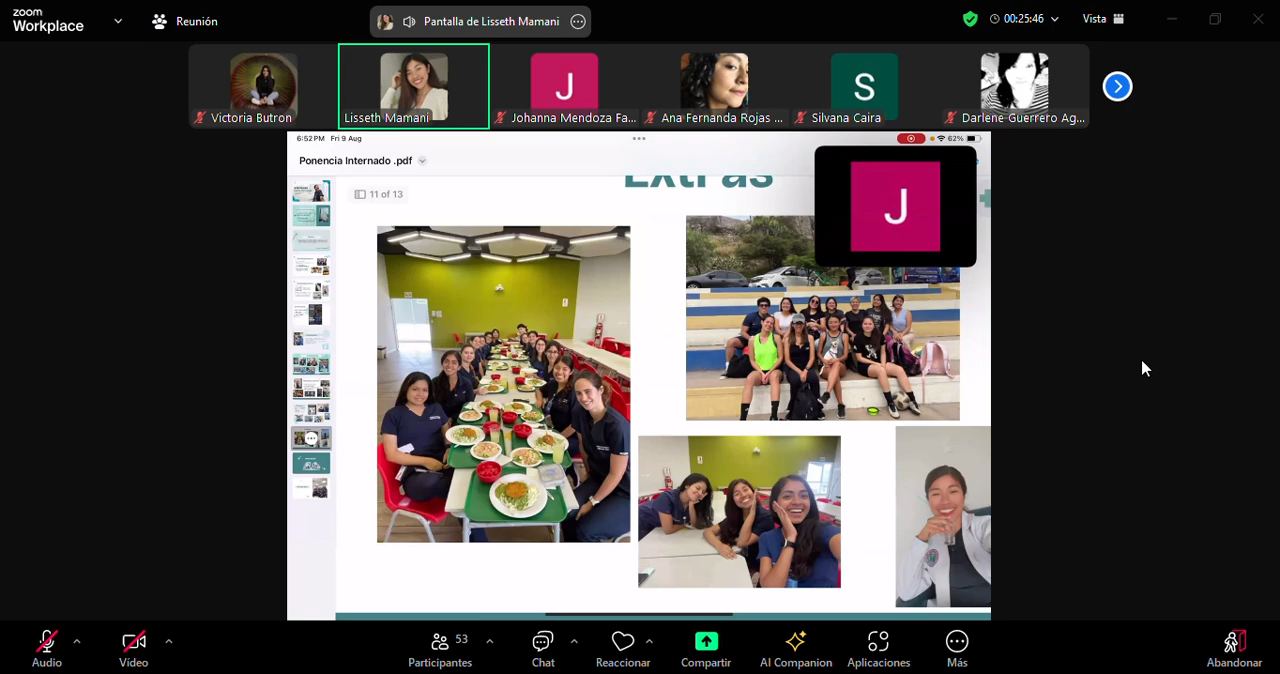 zoom
Workplace
Reunión
Pantalla de Lisseth Mamani
00:25:46
Vista
Victoria Butron
Lisseth Mamani
J
Johanna Mendoza Fa...
Ana Fernanda Rojas ...
S
Silvana Caira
Darlene Guerrero Ag...
6:52 PM Fri 9 Aug
62%
Ponencia Internado .pdf
11 of 13
Extras
J
Audio
Vídeo
53
Participantes
Chat
Reaccionar
Compartir
AI Companion
Aplicaciones
Más
Abandonar